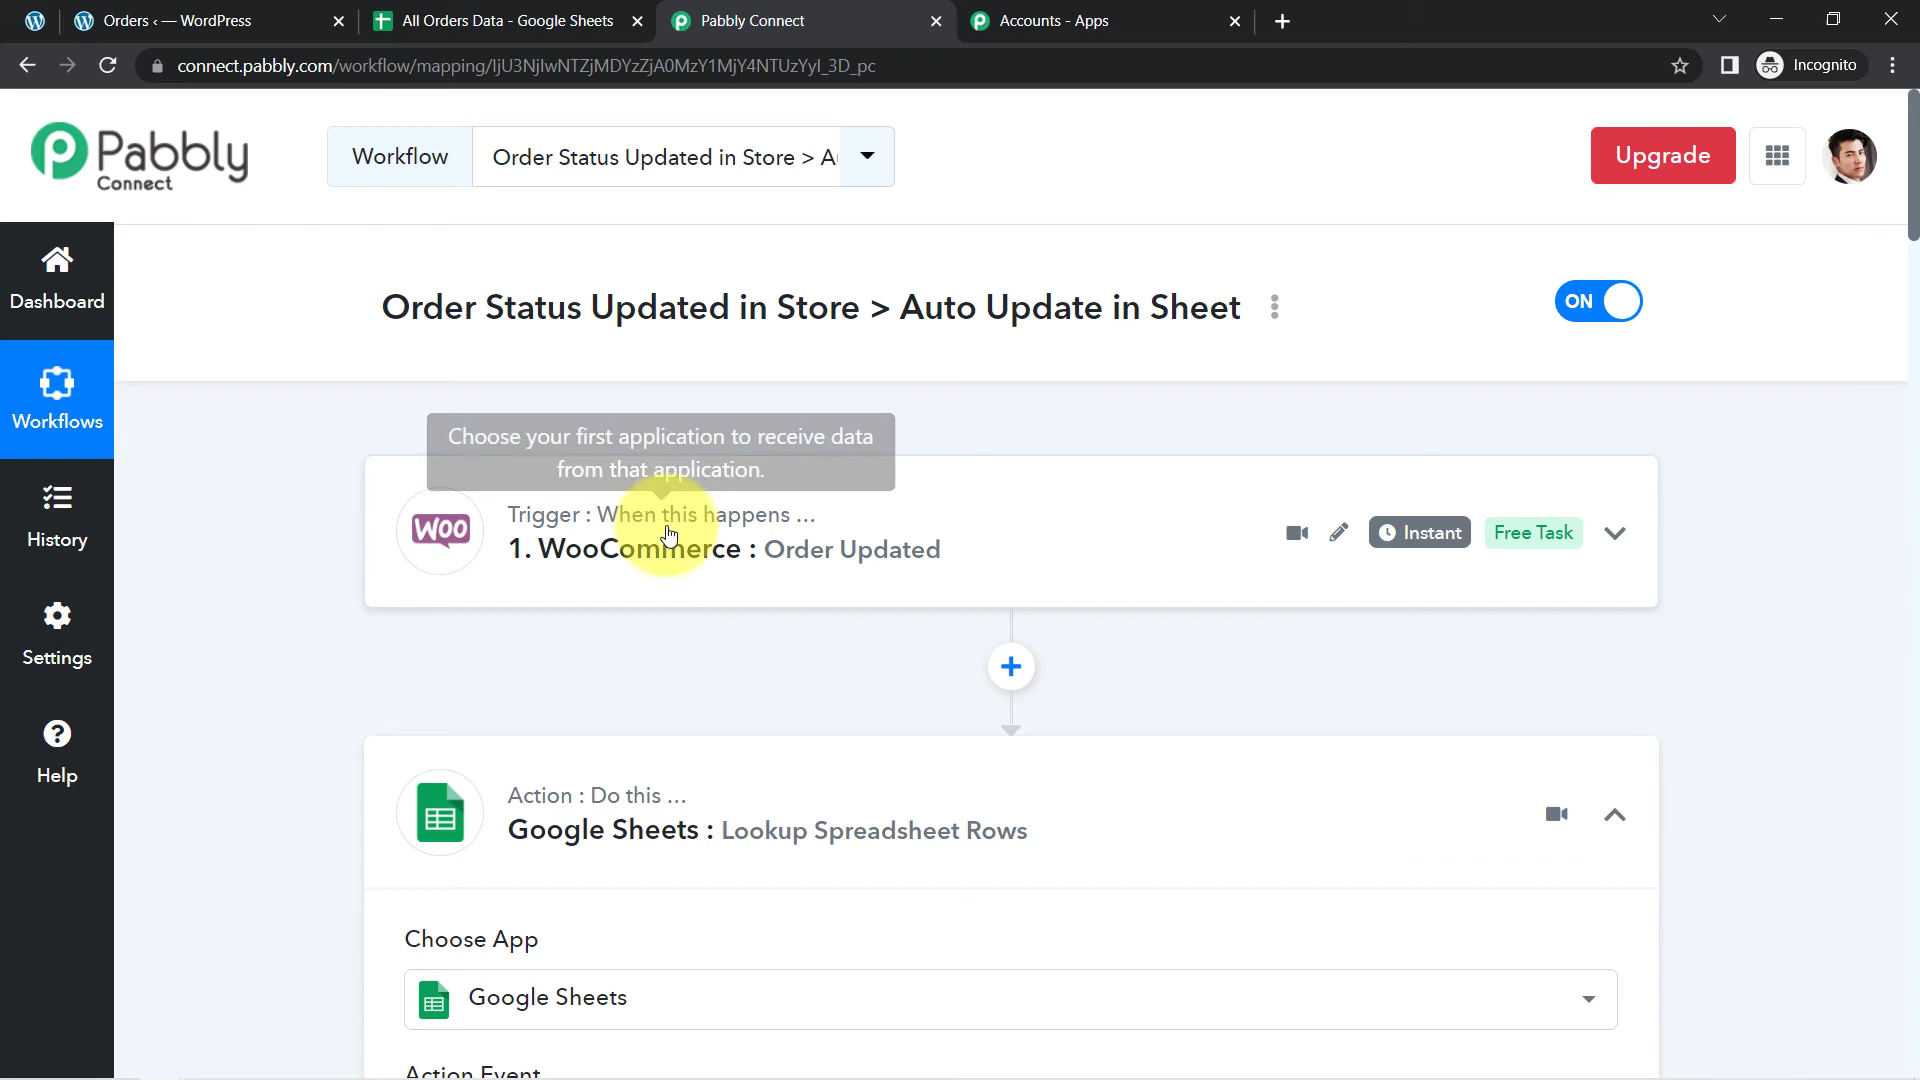 Orders ‹ — WordPress
All Orders Data - Google Sheets
Pabbly Connect
Accounts - Apps
connect.pabbly.com/workflow/mapping/IjU3NjIwNTZjMDYzZjA0MzY1MjY4NTUzYyI_3D_pc
Incognito
Pabbly
Connect
Workflow
Order Status Updated in Store > A
Upgrade
Dashboard
Workflows
History
Settings
Help
Order Status Updated in Store > Auto Update in Sheet
ON
Choose your first application to receive data
from that application.
WOO
Trigger : When this happens ...
1. WooCommerce : Order Updated
Instant
Free Task
Action : Do this ...
Google Sheets : Lookup Spreadsheet Rows
Choose App
Google Sheets
Action Event